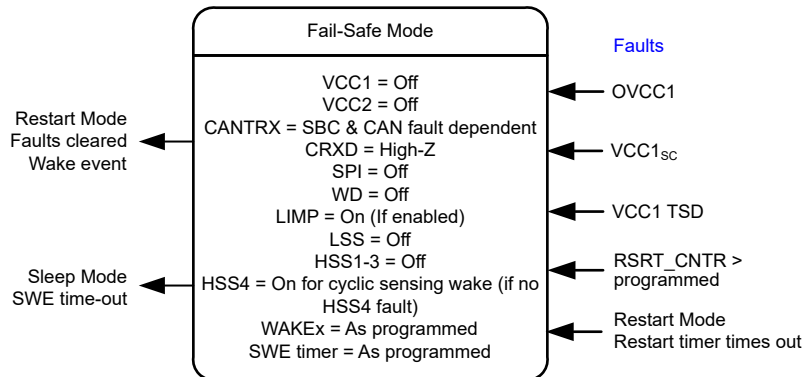 Fail-Safe Mode
Faults
VCC1 = Off
VCC2 = Off
CANTRX = SBC & CAN fault dependent
CRXD = High-Z
SPI = Off
WD = Off
LIMP = On (If enabled)
LSS = Off
HSS1-3 = Off
HSS4 = On for cyclic sensing wake (if no
HSS4 fault)
WAKEx = As programmed
SWE timer = As programmed
Restart Mode
Faults cleared
Wake event
Sleep Mode
SWE time-out
OVCC1
VCC1SC
VCC1 TSD
RSRT_CNTR >
programmed
Restart Mode
Restart timer times out